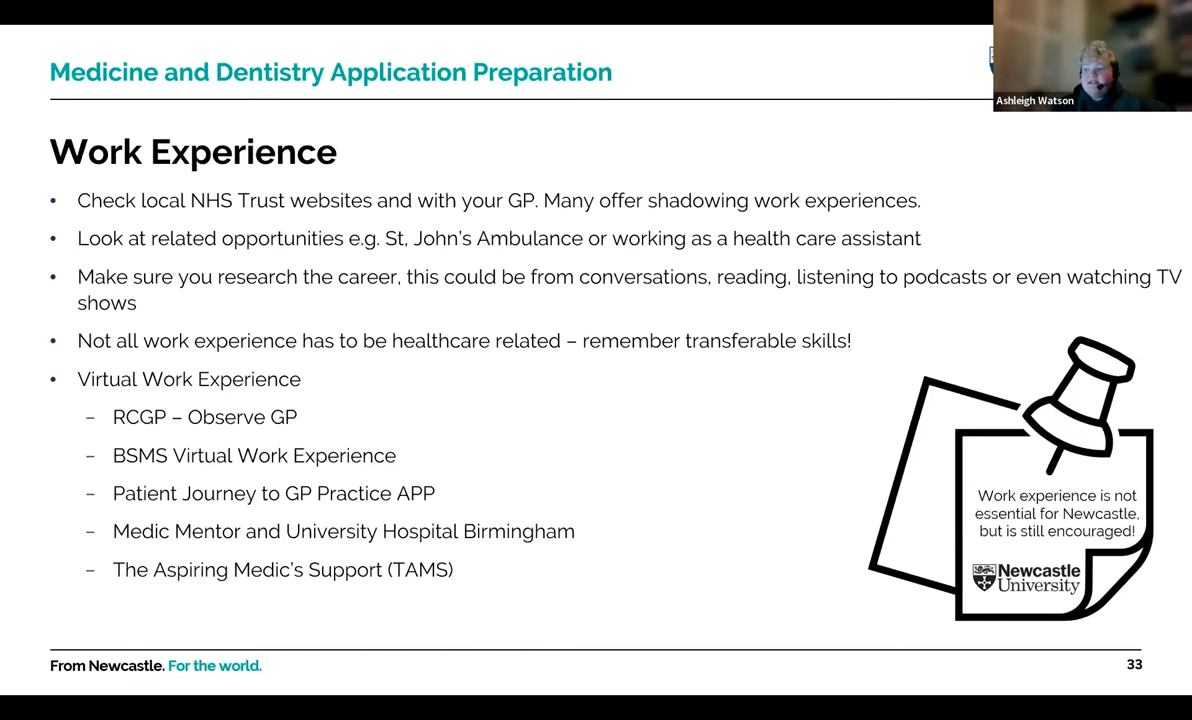 Medicine and Dentistry Application Preparation
Ashleigh Watson
Work Experience
• Check local NHS Trust websites and with your GP. Many offer shadowing work experiences.
• Look at related opportunities e.g. St, John's Ambulance or working as a health care assistant
• Make sure you research the career, this could be from conversations, reading, listening to podcasts or even watching TV
shows
• Not all work experience has to be healthcare related – remember transferable skills!
• Virtual Work Experience
– RCGP – Observe GP
– BSMS Virtual Work Experience
– Patient Journey to GP Practice APP
– Medic Mentor and University Hospital Birmingham
– The Aspiring Medic's Support (TAMS)
Work experience is not
essential for Newcastle,
but is still encouraged!
Newcastle
University
From Newcastle. For the world.
33